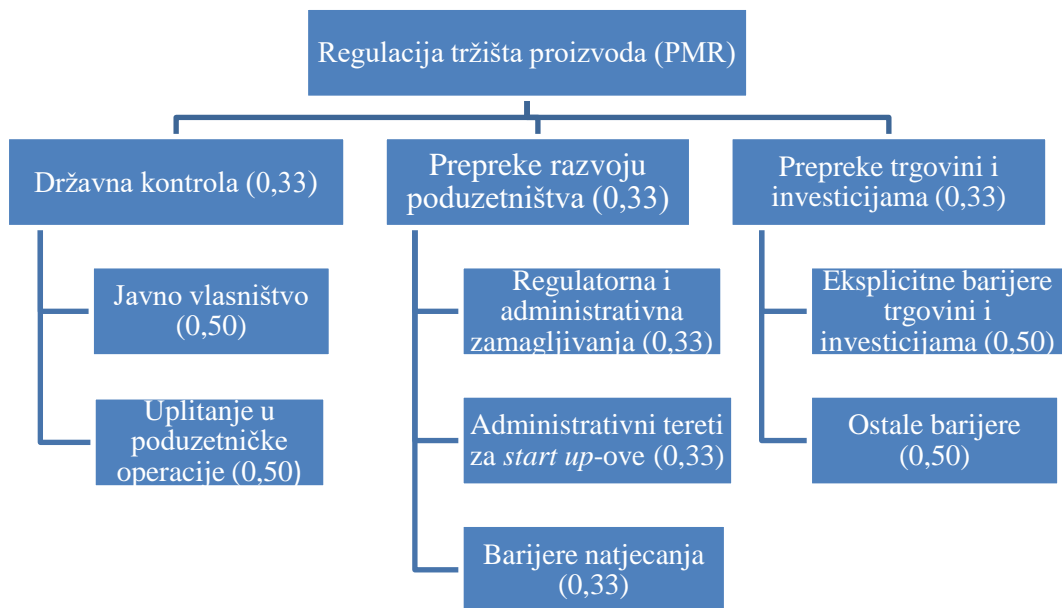 Regulacija tržišta proizvoda (PMR)
Državna kontrola (0,33)
Javno vlasništvo
(0,50)
Uplitanje u
poduzetničke
operacije (0,50)
Prepreke razvoju
poduzetništva (0,33)
Regulatorna i
administrativna
zamagljivanja (0,33)
Administrativni tereti
za start up-ove (0,33)
Barijere natjecanja
(0,33)
Prepreke trgovini i
investicijama (0,33)
Eksplicitne barijere
trgovini i
investicijama (0,50)
Ostale barijere
(0,50)